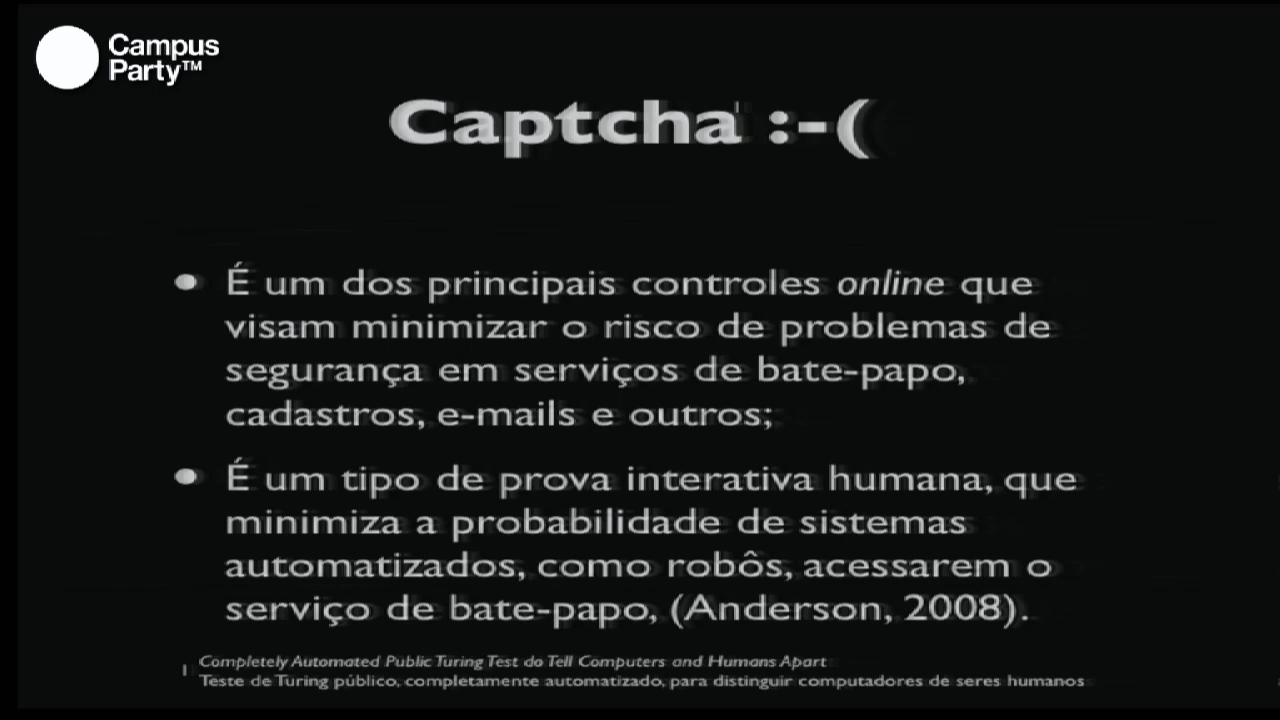 Campus
Party™
Captcha¹ :-(
• É um dos principais controles online que
visam minimizar o risco de problemas de
segurança em serviços de bate-papo,
cadastros, e-mails e outros;
• É um tipo de prova interativa humana, que
minimiza a probabilidade de sistemas
automatizados, como robôs, acessarem o
serviço de bate-papo, (Anderson, 2008).
1 Completely Automated Public Turing Test do Tell Computers and Humans Apart
Teste de Turing público, completamente automatizado, para distinguir computadores de seres humanos